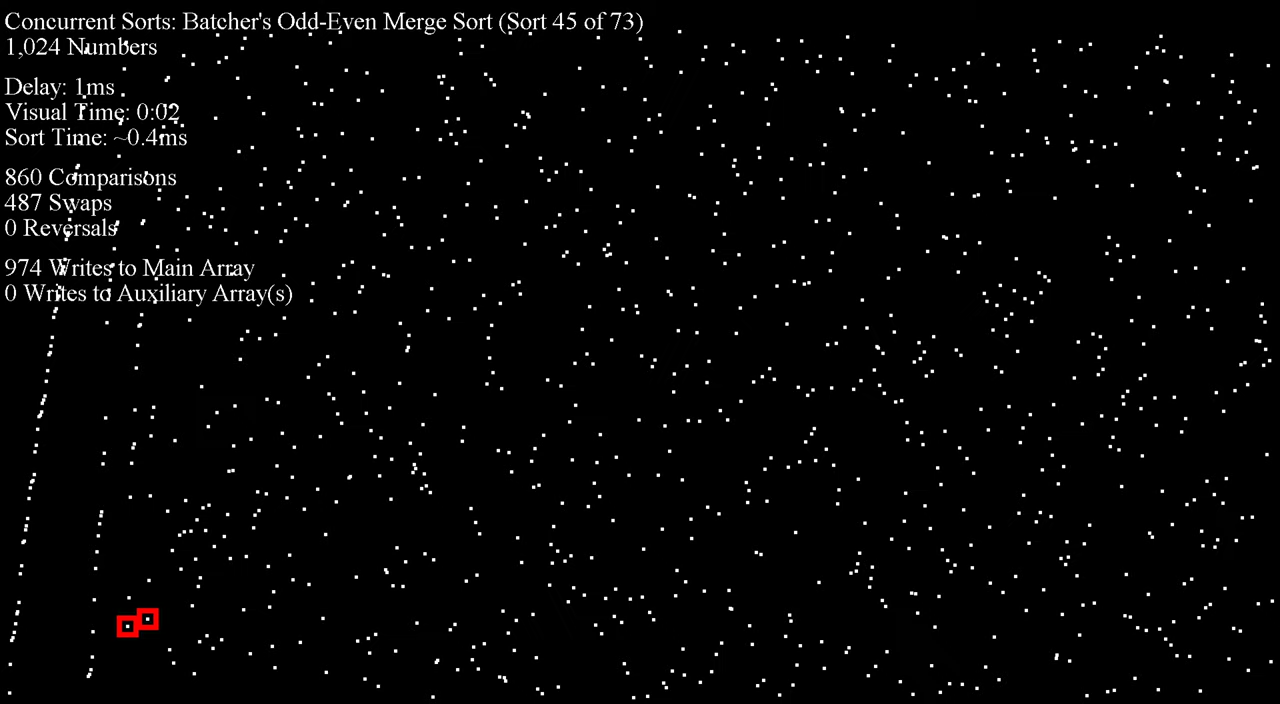 Concurrent Sorts: Batcher's Odd-Even Merge Sort (Sort 45 of 73)
1,024 Numbers
Delay: 1ms
Visual Time: 0:02
Sort Time: ~0.4ms
860 Comparisons
487 Swaps
0 Reversals
974 Writes to Main Array
0 Writes to Auxiliary Array(s)